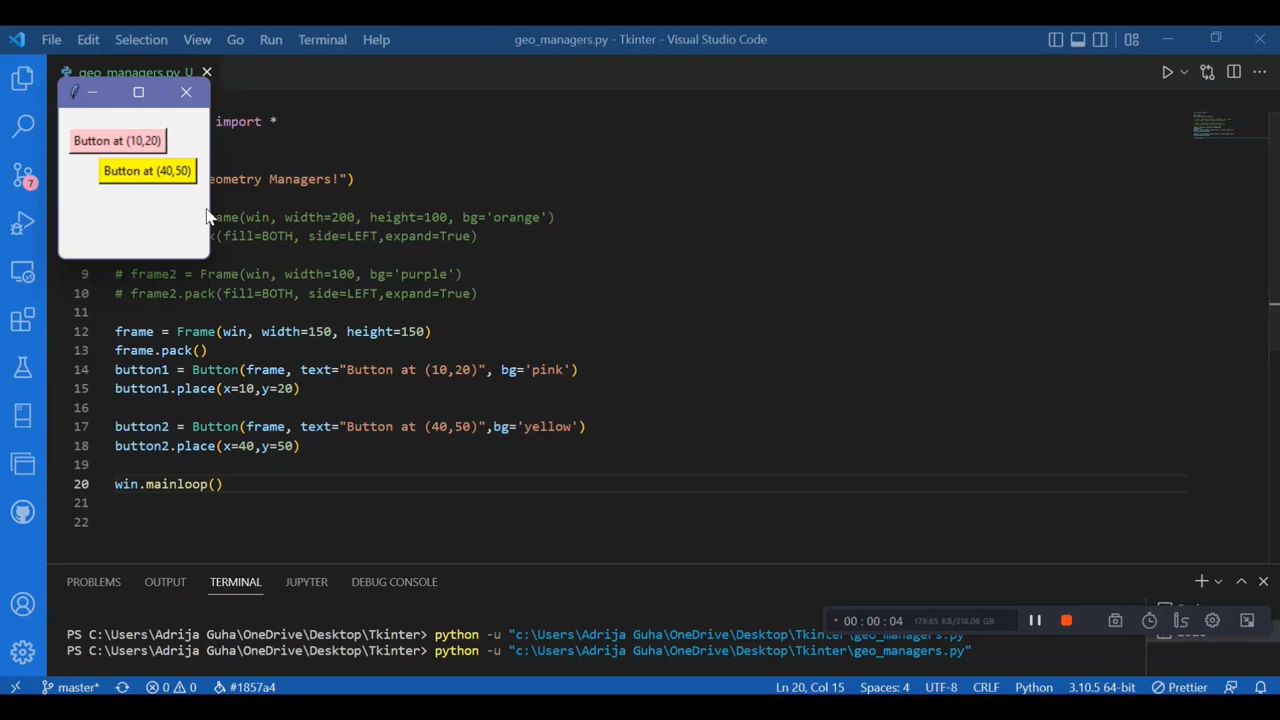 File Edit Selection View Go Run Terminal Help geo_managers.py - Tkinter - Visual Studio Code
geo_managers.py U
import *
Button at (10,20)
Button at (40,50)
eometry Managers!")
ame(win, width=200, height=100, bg='orange')
k(fill=BOTH, side=LEFT,expand=True)
9 # frame2 = Frame(win, width=100, bg='purple')
10 # frame2.pack(fill=BOTH, side=LEFT,expand=True)
11
12 frame = Frame(win, width=150, height=150)
13 frame.pack()
14 button1 = Button(frame, text="Button at (10,20)", bg='pink')
15 button1.place(x=10,y=20)
16
17 button2 = Button(frame, text="Button at (40,50)",bg='yellow')
18 button2.place(x=40,y=50)
19
20 win.mainloop()
21
22
7
PROBLEMS OUTPUT TERMINAL JUPYTER DEBUG CONSOLE
00:00:04 179.65 KB/318.06 GB
PS C:\Users\Adrija Guha\OneDrive\Desktop\Tkinter> python -u "c:\Users\Adrija Guha\OneDrive\Desktop\Tkinter\geo_managers.py"
PS C:\Users\Adrija Guha\OneDrive\Desktop\Tkinter> python -u "c:\Users\Adrija Guha\OneDrive\Desktop\Tkinter\geo_managers.py"
master* 0 0 #1857a4 Ln 20, Col 15 Spaces: 4 UTF-8 CRLF Python 3.10.5 64-bit Prettier